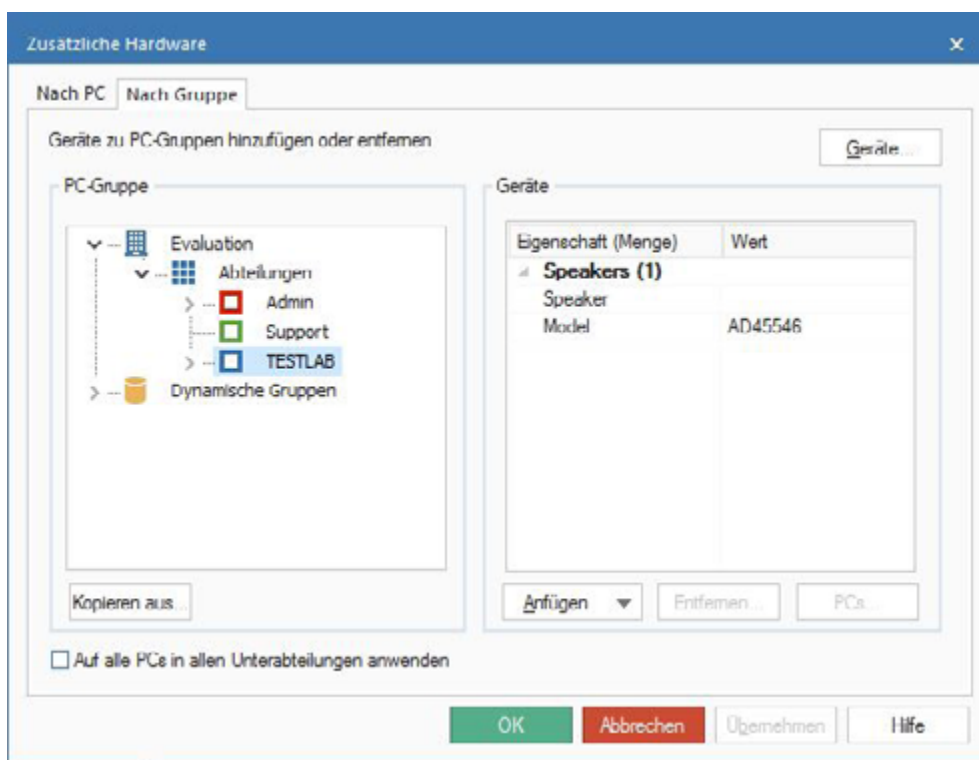 Zusätzliche Hardware
Nach PC Nach Gruppe
Geräte zu PC-Gruppen hinzufügen oder entfernen
Geräte...
PC-Gruppe
Evaluation
Abteilungen
Admin
Support
TESTLAB
Dynamische Gruppen
Kopieren aus...
Geräte
Eigenschaft (Menge) Wert
Speakers (1)
Speaker
Model AD45546
Anfügen Entfernen... PCs...
Auf alle PCs in allen Unterabteilungen anwenden
OK Abbrechen Übernehmen Hilfe